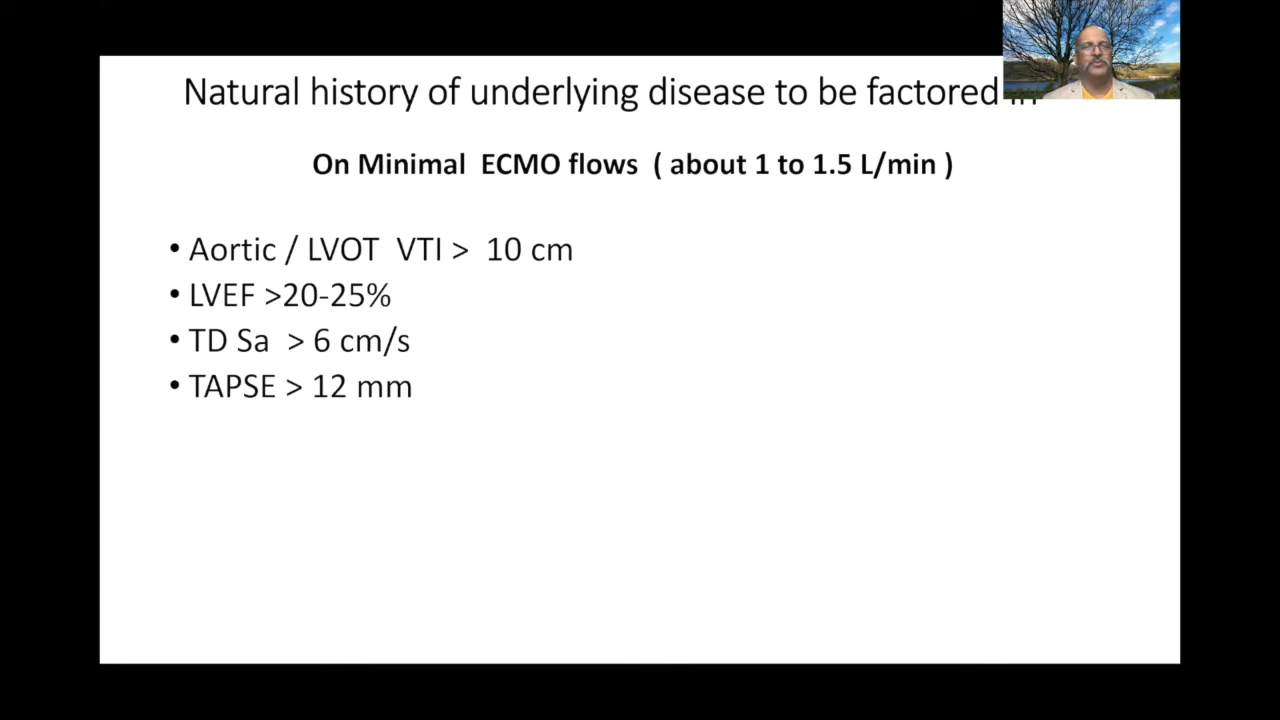 Natural history of underlying disease to be factored
On Minimal ECMO flows ( about 1 to 1.5 L/min )
• Aortic / LVOT VTI > 10 cm
• LVEF >20-25%
• TD Sa > 6 cm/s
• TAPSE > 12 mm